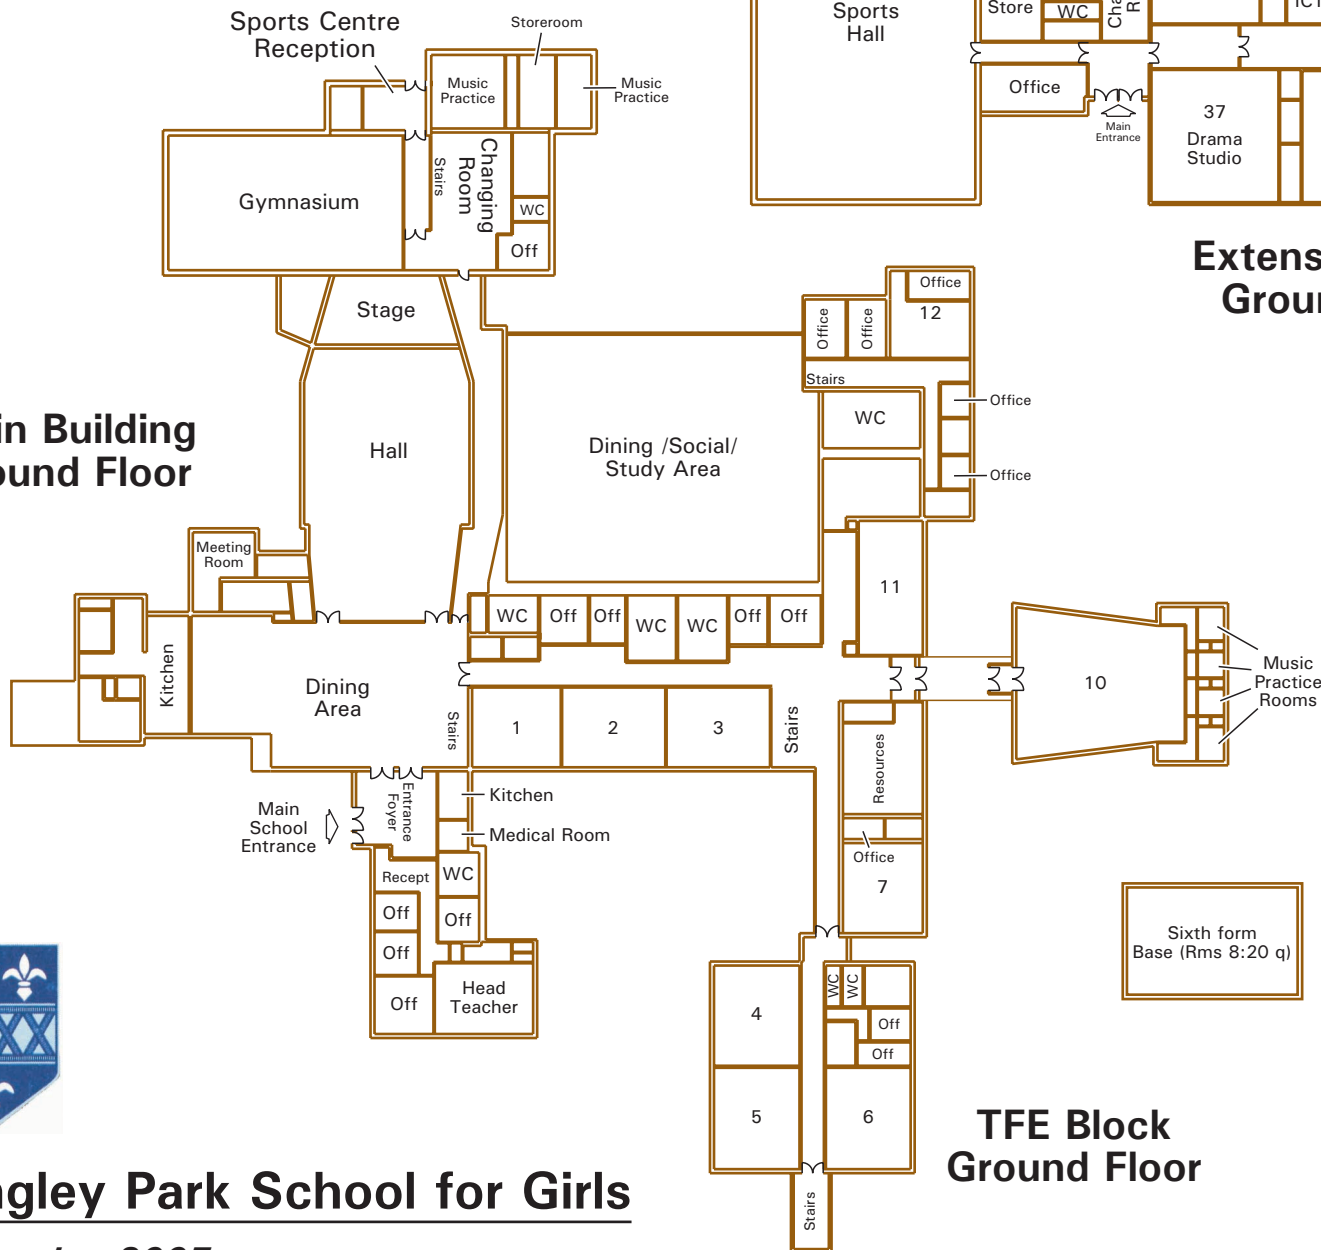 Sports Centre
Reception
Storeroom
Music
Practice
Music
Practice
Stairs
Changing
Room
WC
Off
Gymnasium
Stage
Hall
Sports
Hall
Store
WC
Office
Main
Entrance
37
Drama
Studio
Extens
Grour
in Building
ound Floor
Dining /Social/
Study Area
Office
12
Office
Office
Stairs
WC
Office
Office
11
Meeting
Room
Kitchen
Dining
Area
WC
Off
Off
WC
WC
Off
Off
Stairs
1
2
3
Stairs
10
Music
Practice
Rooms
Resources
Office
7
Main
School
Entrance
Entrance
Foyer
Kitchen
Medical Room
Recept
WC
Off
Off
Off
Off
Head
Teacher
Sixth form
Base (Rms 8:20 q)
4
5
WC
WC
Off
Off
6
Stairs
TFE Block
Ground Floor
gley Park School for Girls